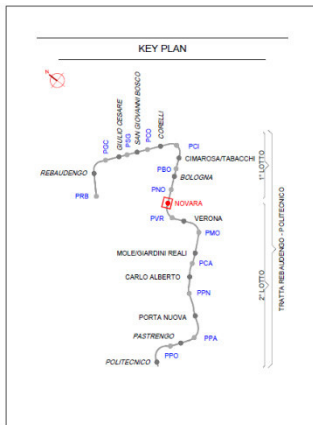 KEY PLAN
N
GIULIO CESARE
SAN GIOVANNI BOSCO
CORELLI
PGC
PSG
PCO
PCI
REBAUDENGO
CIMAROSA/TABACCHI
PBO
BOLOGNA
PNO
PRB
NOVARA
PVR
VERONA
PMO
MOLE/GIARDINI REALI
PCA
CARLO ALBERTO
PPN
PORTA NUOVA
PASTRENGO
PPA
PPO
POLITECNICO
1° LOTTO
2° LOTTO
TRATTA REBAUDENGO - POLITECNICO